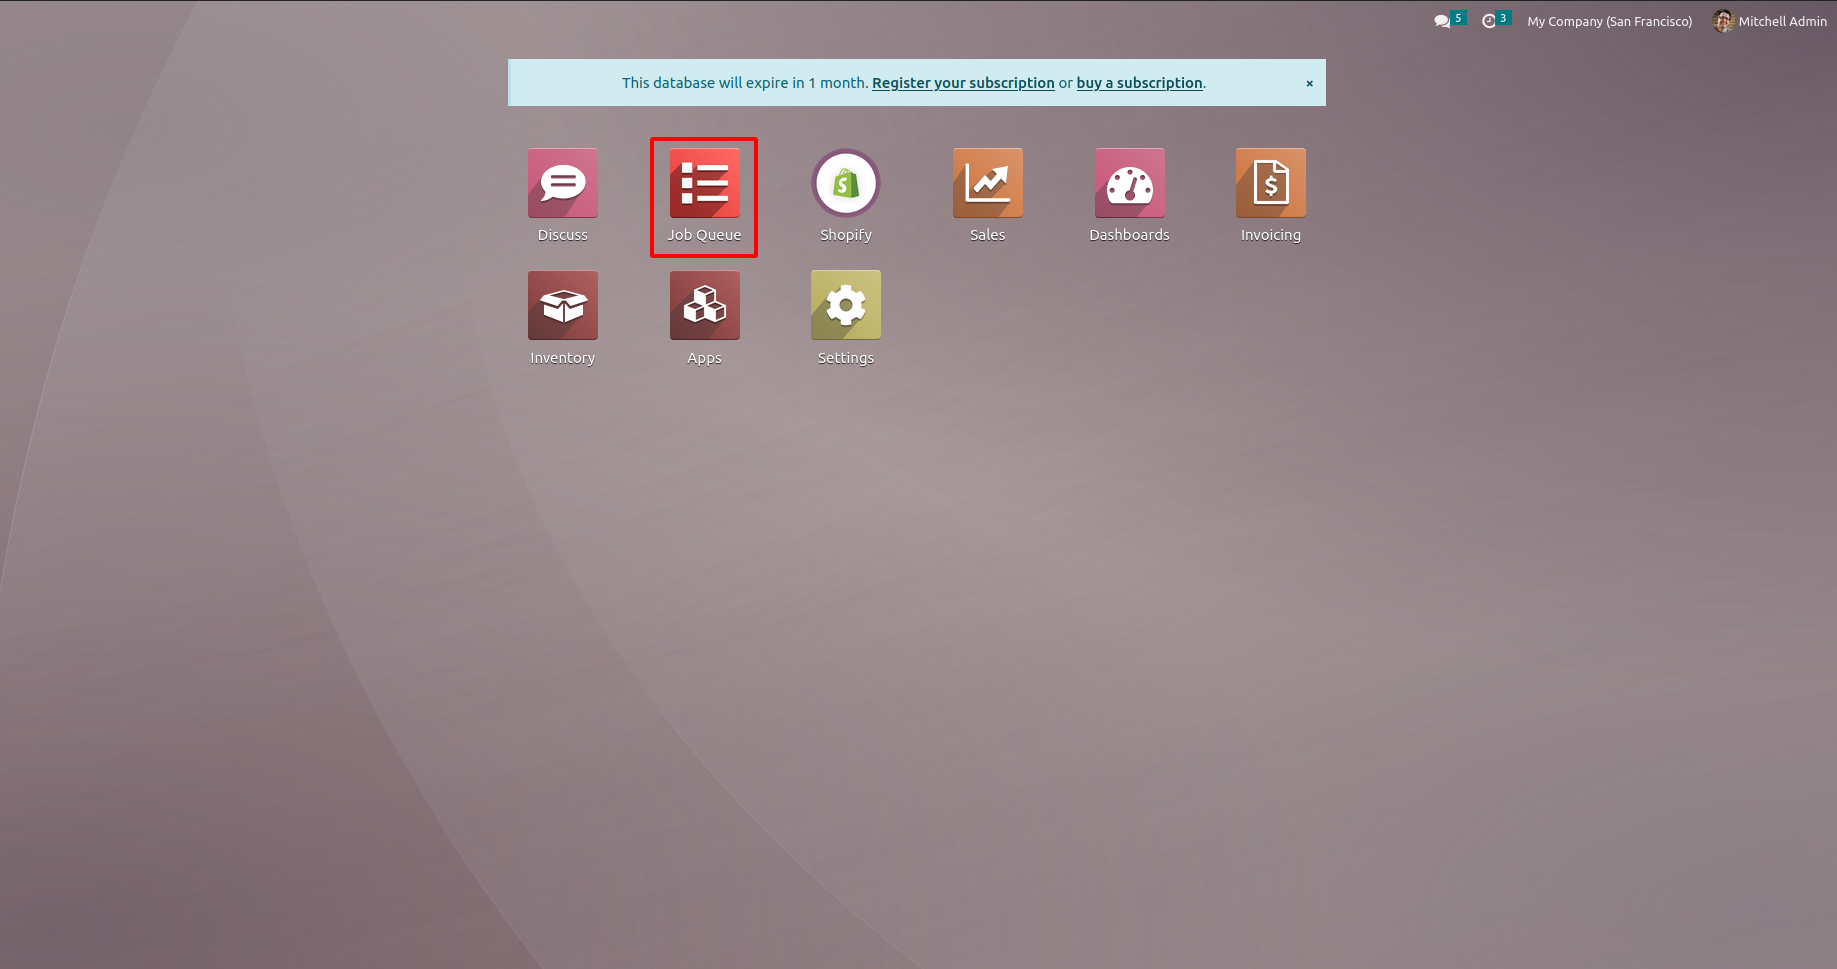 5 3 My Company (San Francisco) Mitchell Admin
This database will expire in 1 month. Register your subscription or buy a subscription. ×
Discuss Job Queue Shopify Sales Dashboards Invoicing
Inventory Apps Settings